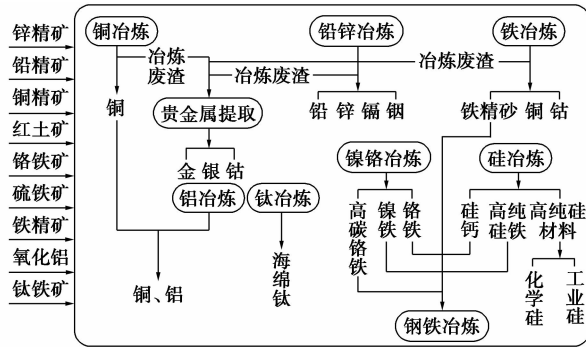 锌精矿
铅精矿
铜精矿
红土矿
铬铁矿
硫铁矿
铁精矿
氧化铝
钛铁矿
铜冶炼
铅锌冶炼
铁冶炼
冶炼
废渣
冶炼废渣
冶炼废渣
铜
贵金属提取
铅 锌 镉 铟
铁精砂 铜 钴
金 银 钴
镍铬冶炼
硅冶炼
铝冶炼
钛冶炼
高碳铬铁
镍铁
铬铁
硅钙
高纯硅铁
高纯硅材料
海绵钛
铜、铝
化学硅
工业硅
钢铁冶炼